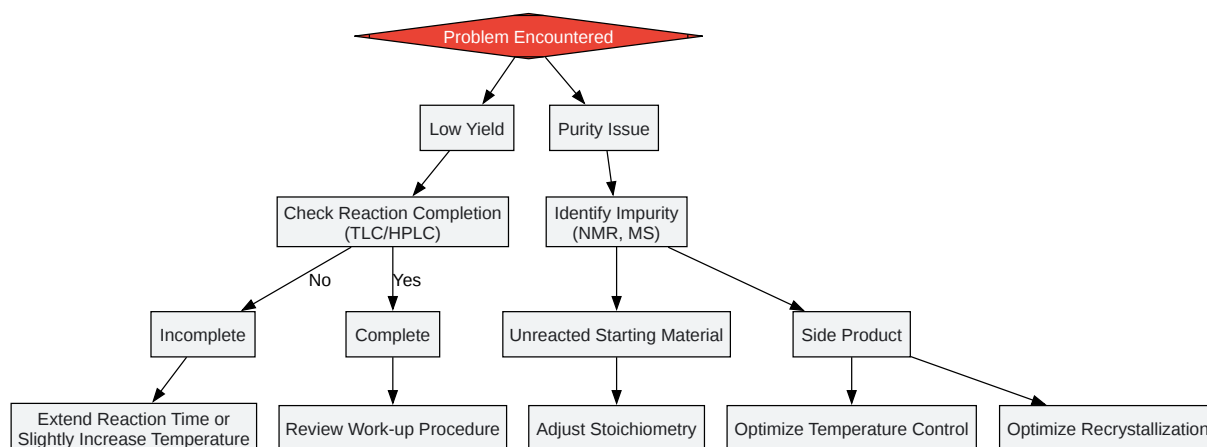 Problem Encountered
Low Yield
Purity Issue
Check Reaction Completion
(TLC/HPLC)
Identify Impurity
(NMR, MS)
No
Yes
Incomplete
Complete
Unreacted Starting Material
Side Product
Extend Reaction Time or
Slightly Increase Temperature
Review Work-up Procedure
Adjust Stoichiometry
Optimize Temperature Control
Optimize Recrystallization